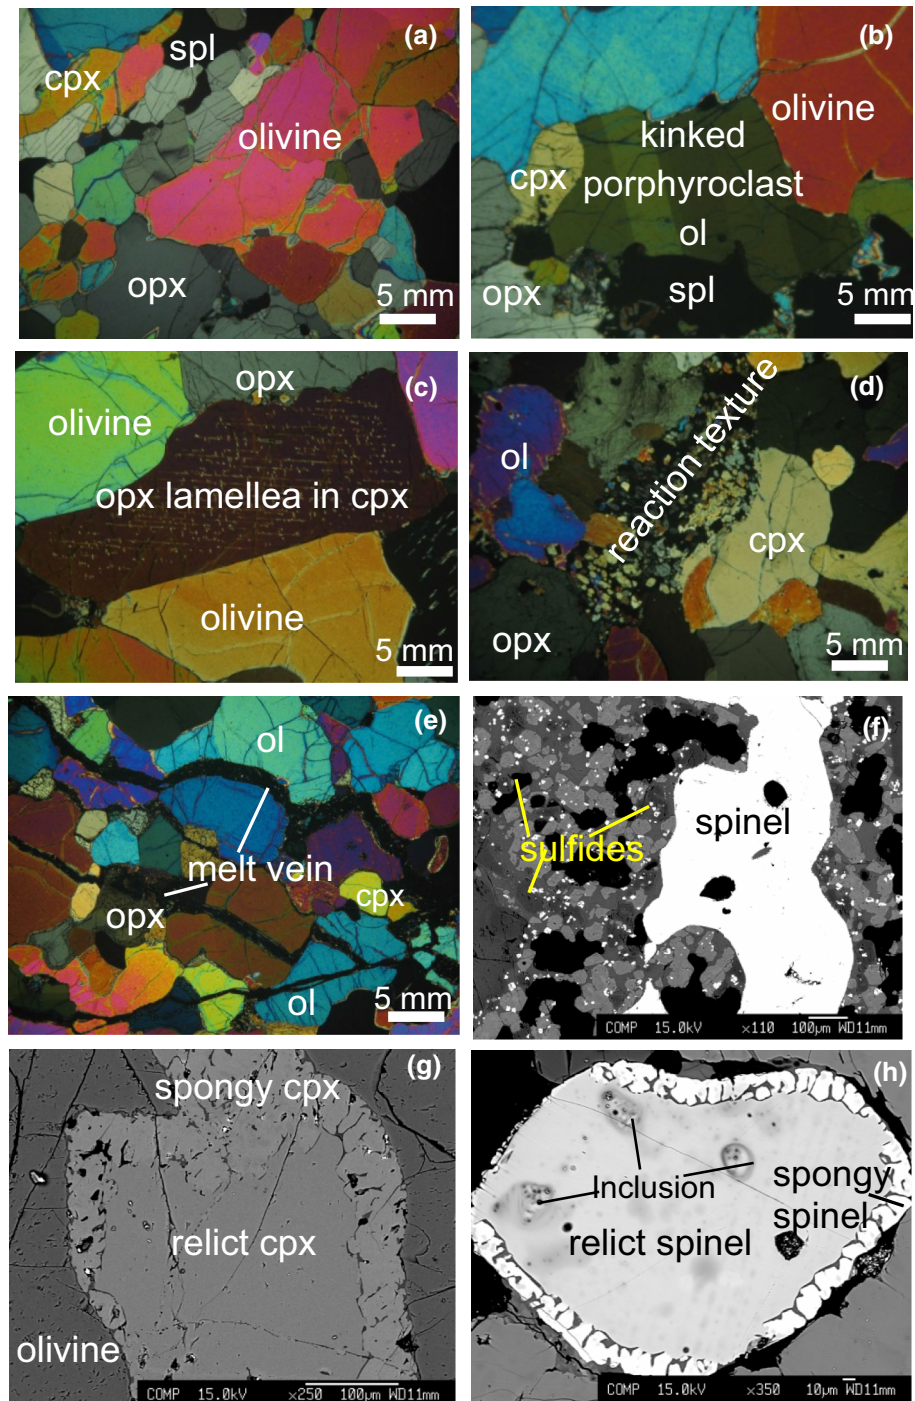 (a)
spl
cpx
olivine
opx
5 mm
(b)
olivine
kinked
cpx
porphyroclast
ol
opx
spl
5 mm
(c)
opx
olivine
opx lamellea in cpx
olivine
5 mm
(d)
reaction texture
ol
cpx
opx
5 mm
(e)
ol
melt vein
cpx
opx
ol
5 mm
(f)
spinel
sulfides
COMP 15.0kV ×110 100µm WD11mm
(g)
spongy cpx
relict cpx
olivine
COMP 15.0kV ×250 100µm WD11mm
(h)
Inclusion
spongy
spinel
relict spinel
COMP 15.0kV ×350 10µm WD11mm